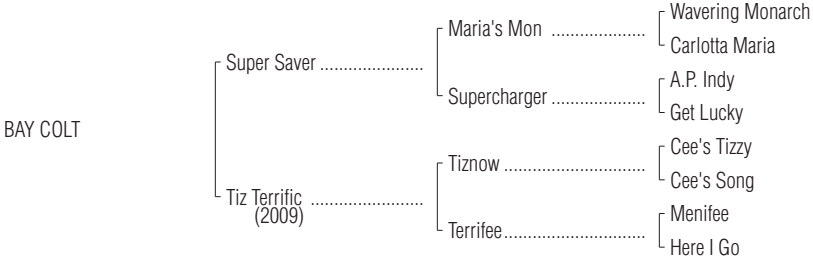 Wavering Monarch
Maria's Mon ....................
Carlotta Maria
Super Saver ......................
A.P. Indy
Supercharger ....................
Get Lucky
BAY COLT
Cee's Tizzy
Tiznow ..............................
Cee's Song
Tiz Terrific ........................
(2009)
Menifee
Terrifee..............................
Here I Go